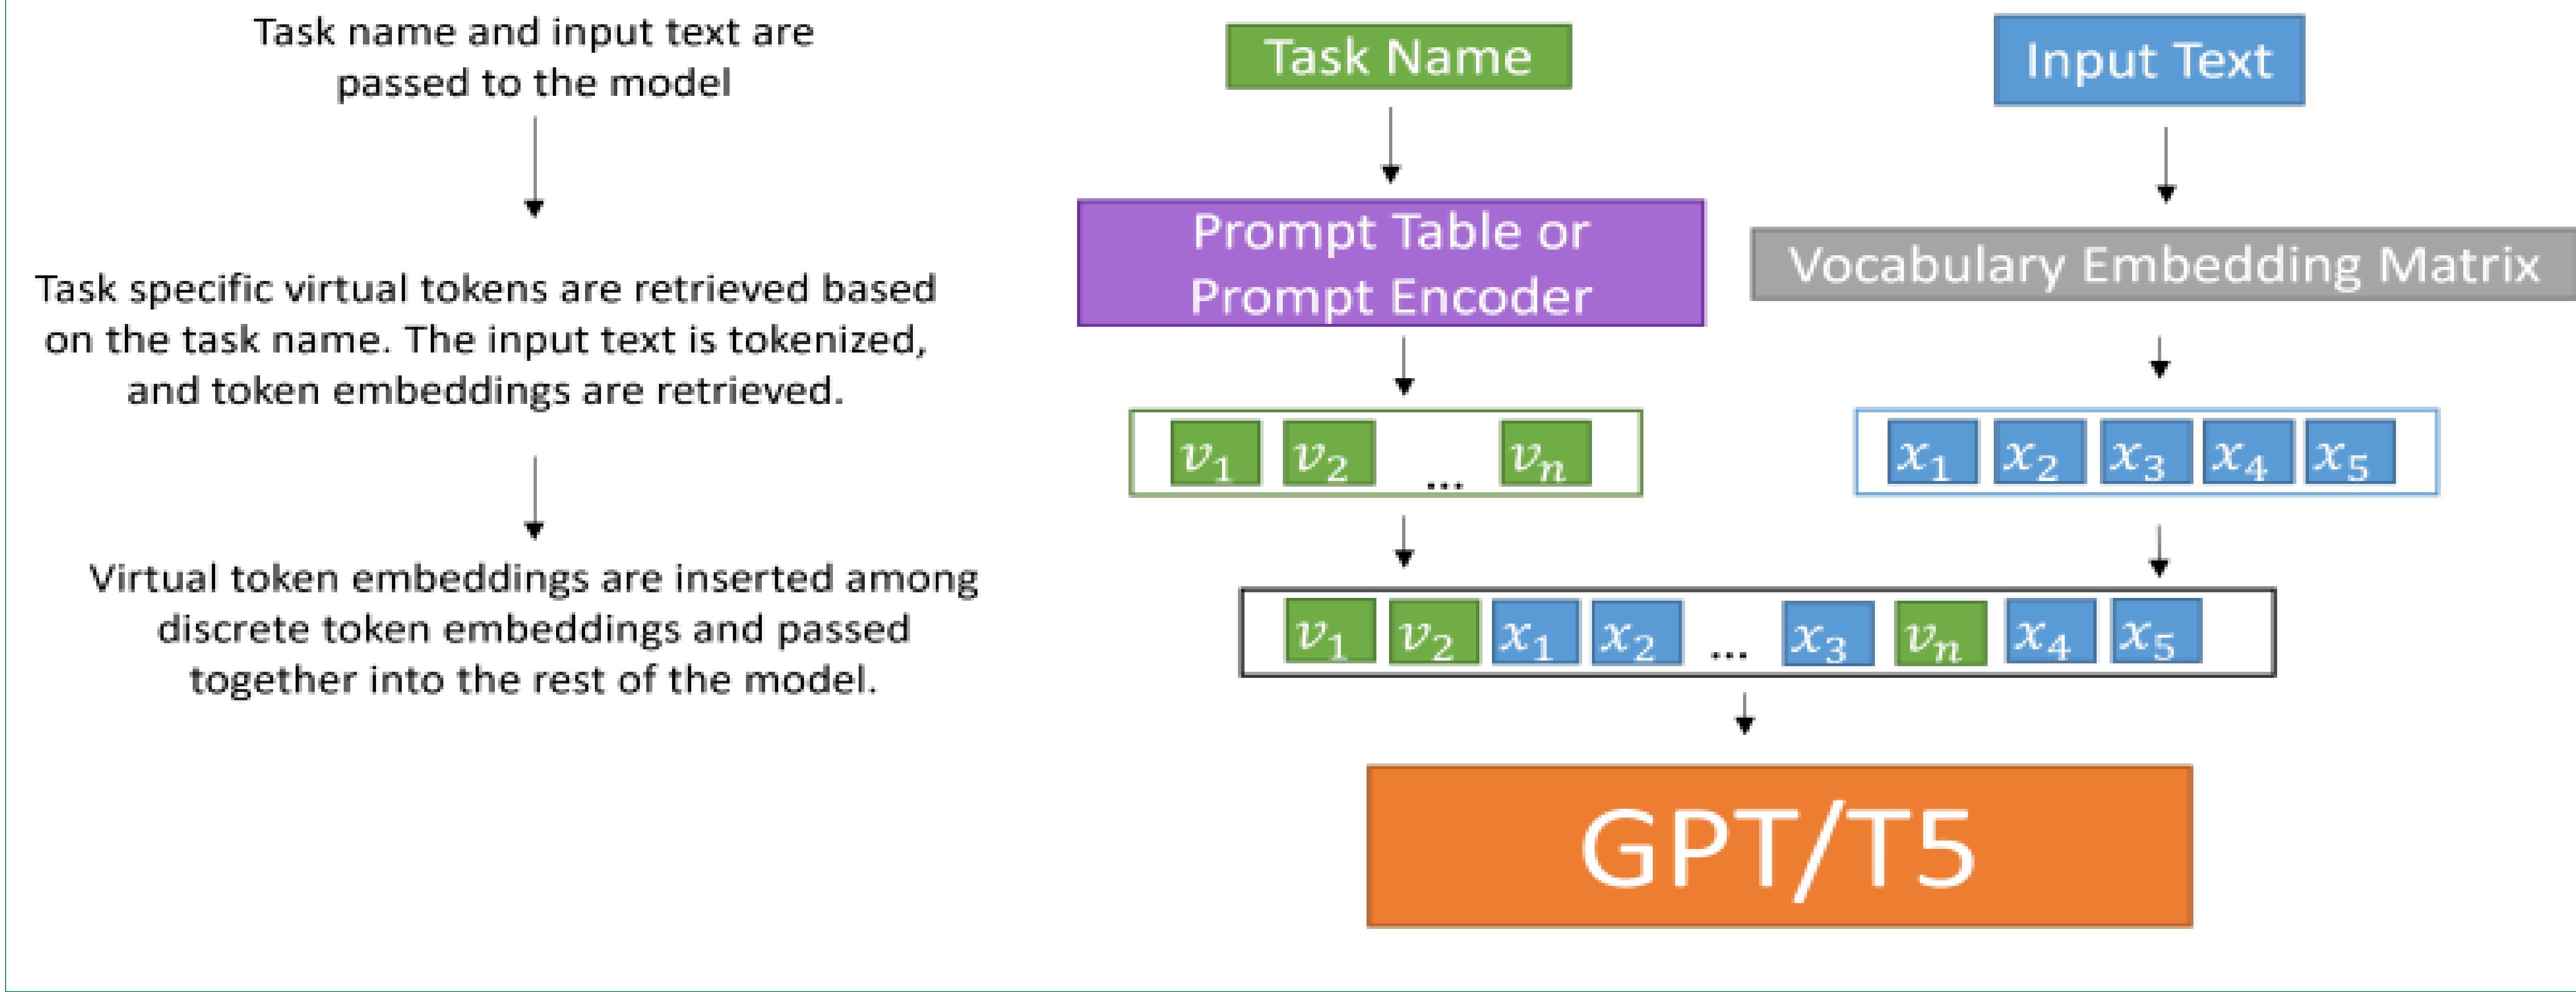 Task name and input text are
passed to the model
Task specific virtual tokens are retrieved based
on the task name. The input text is tokenized,
and token embeddings are retrieved.
Virtual token embeddings are inserted among
discrete token embeddings and passed
together into the rest of the model.
Task Name
Input Text
Prompt Table or
Prompt Encoder
Vocabulary Embedding Matrix
v₁ v₂ ... vₙ
x₁ x₂ x₃ x₄ x₅
v₁ v₂ x₁ x₂ ... x₃ vₙ x₄ x₅
GPT/T5